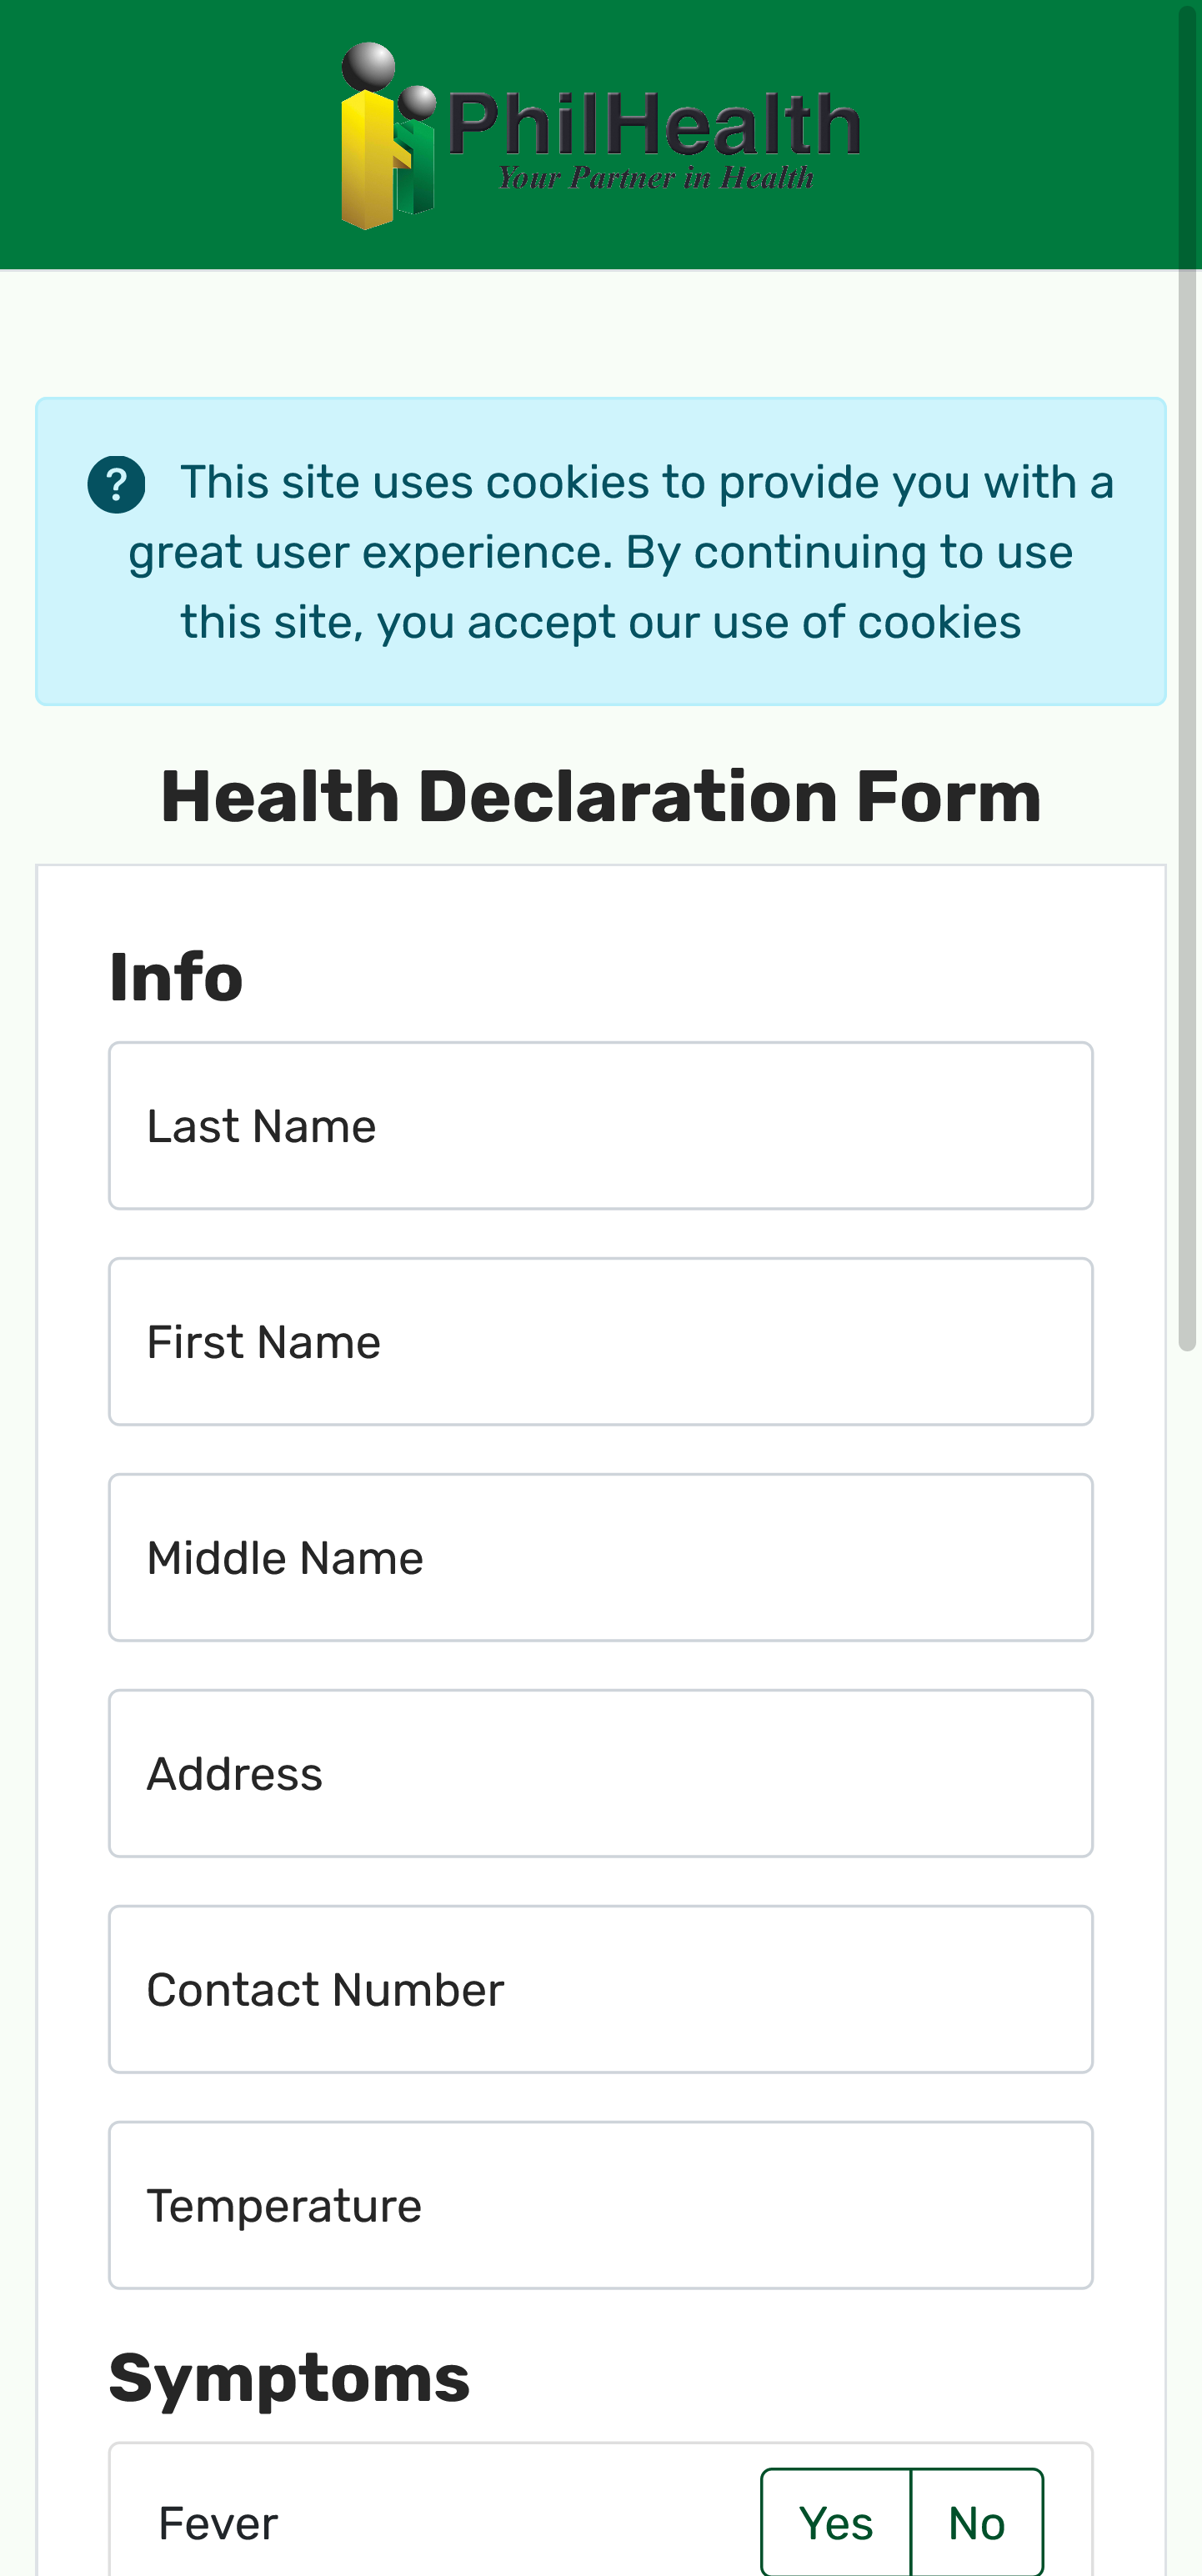 PhilHealth
Your Partner in Health
? This site uses cookies to provide you with a
great user experience. By continuing to use
this site, you accept our use of cookies
Health Declaration Form
Info
Last Name
First Name
Middle Name
Address
Contact Number
Temperature
Symptoms
Fever Yes No